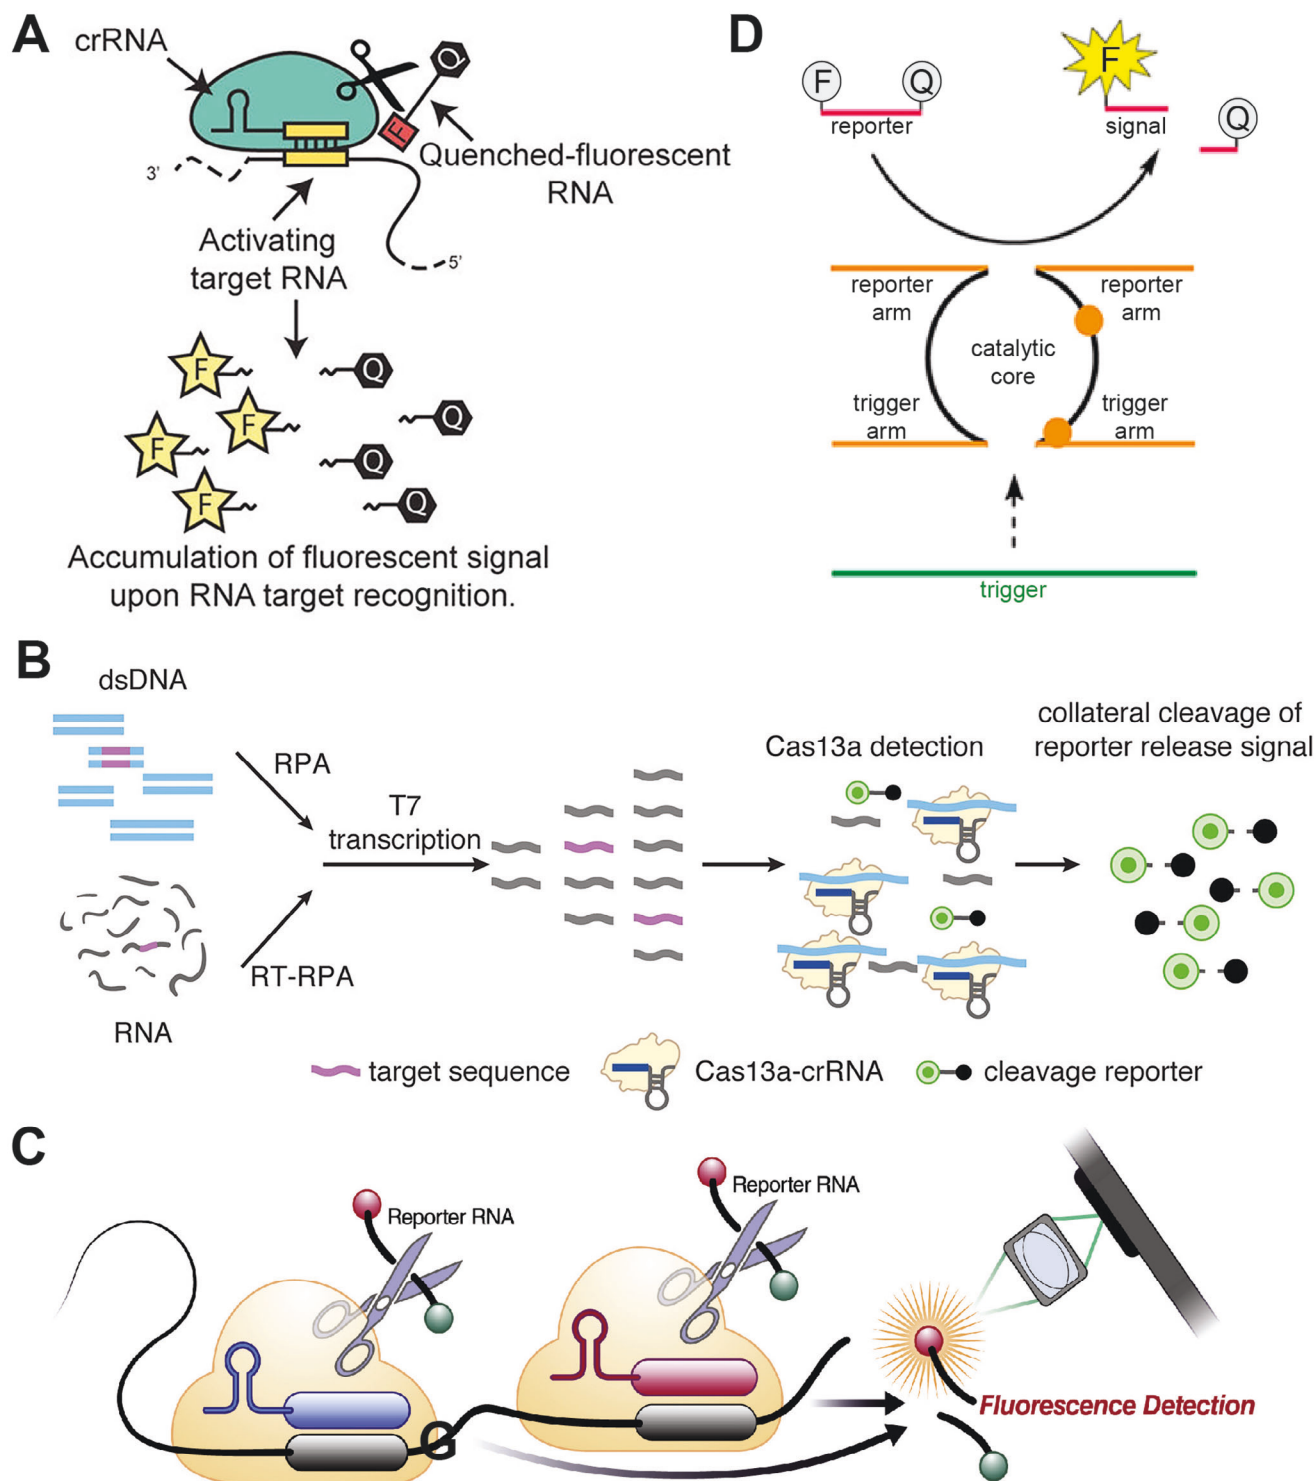 A
crRNA
Q
F
Quenched-fluorescent
RNA
3'
Activating
target RNA
5'
F
Q
F
Q
F
Q
F
Q
Accumulation of fluorescent signal
upon RNA target recognition.
D
F
Q
reporter
F
signal
Q
reporter
arm
reporter
arm
catalytic
core
trigger
arm
trigger
arm
trigger
B
dsDNA
RPA
T7
transcription
RT-RPA
RNA
Cas13a detection
collateral cleavage of
reporter release signal
target sequence
Cas13a-crRNA
cleavage reporter
C
Reporter RNA
Reporter RNA
G
Fluorescence Detection